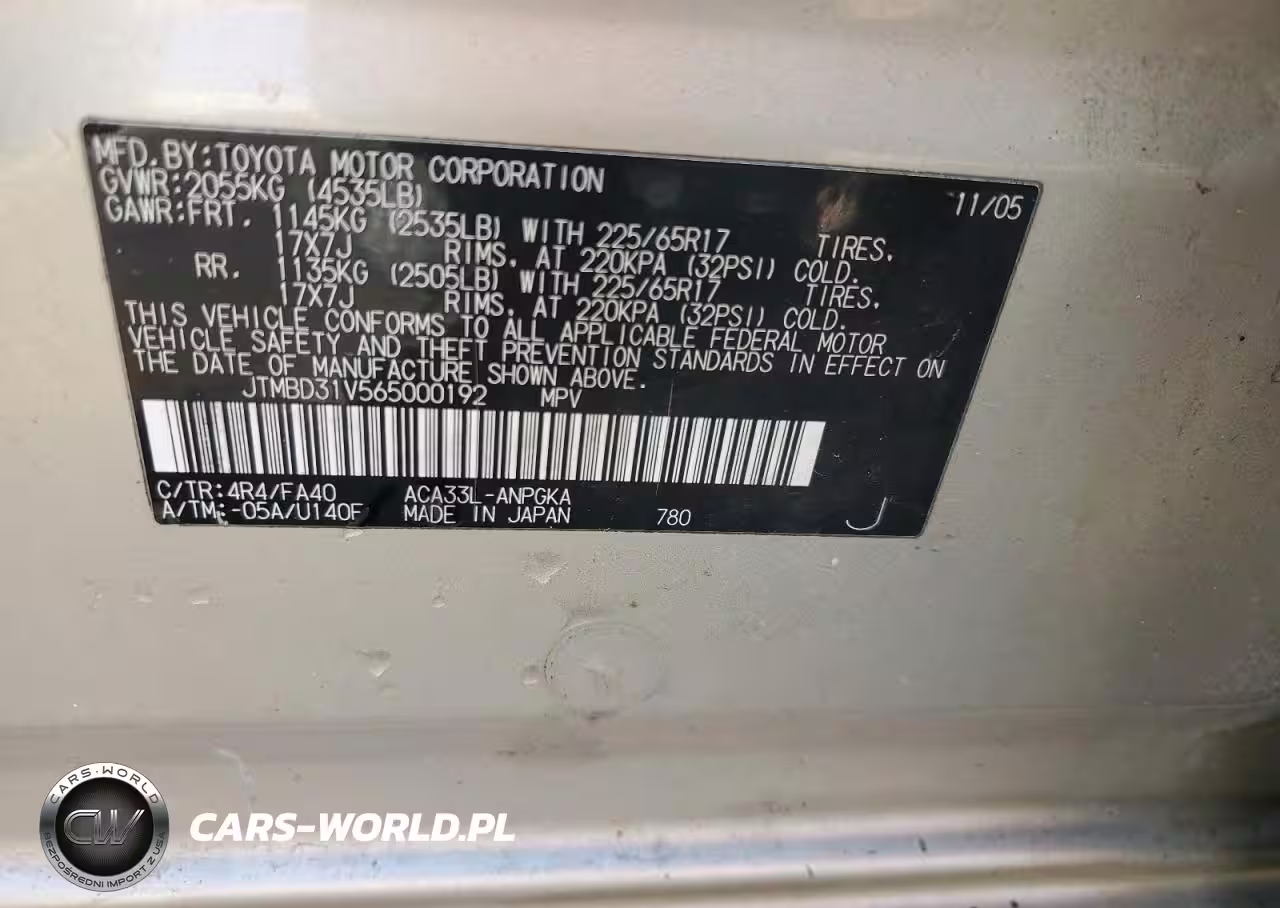 MFD.BY:TOYOTA MOTOR CORPORATION 11/05
GVWR:2055KG (4535LB)
GAWR:FRT. 1145KG (2535LB) WITH 225/65R17 TIRES.
17X7J RIMS. AT 220KPA (32PSI) COLD.
RR. 1135KG (2505LB) WITH 225/65R17 TIRES.
17X7J RIMS. AT 220KPA (32PSI) COLD.
THIS VEHICLE CONFORMS TO ALL APPLICABLE FEDERAL MOTOR
VEHICLE SAFETY AND THEFT PREVENTION STANDARDS IN EFFECT ON
THE DATE OF MANUFACTURE SHOWN ABOVE.
JTMBD31V565000192 MPV
C/TR:4R4/FA40 ACA33L-ANPGKA
A/TM:-05A/U140F MADE IN JAPAN 780 J
CARS-WORLD
CW
BEZPOŚREDNI IMPORT Z USA
CARS-WORLD.PL